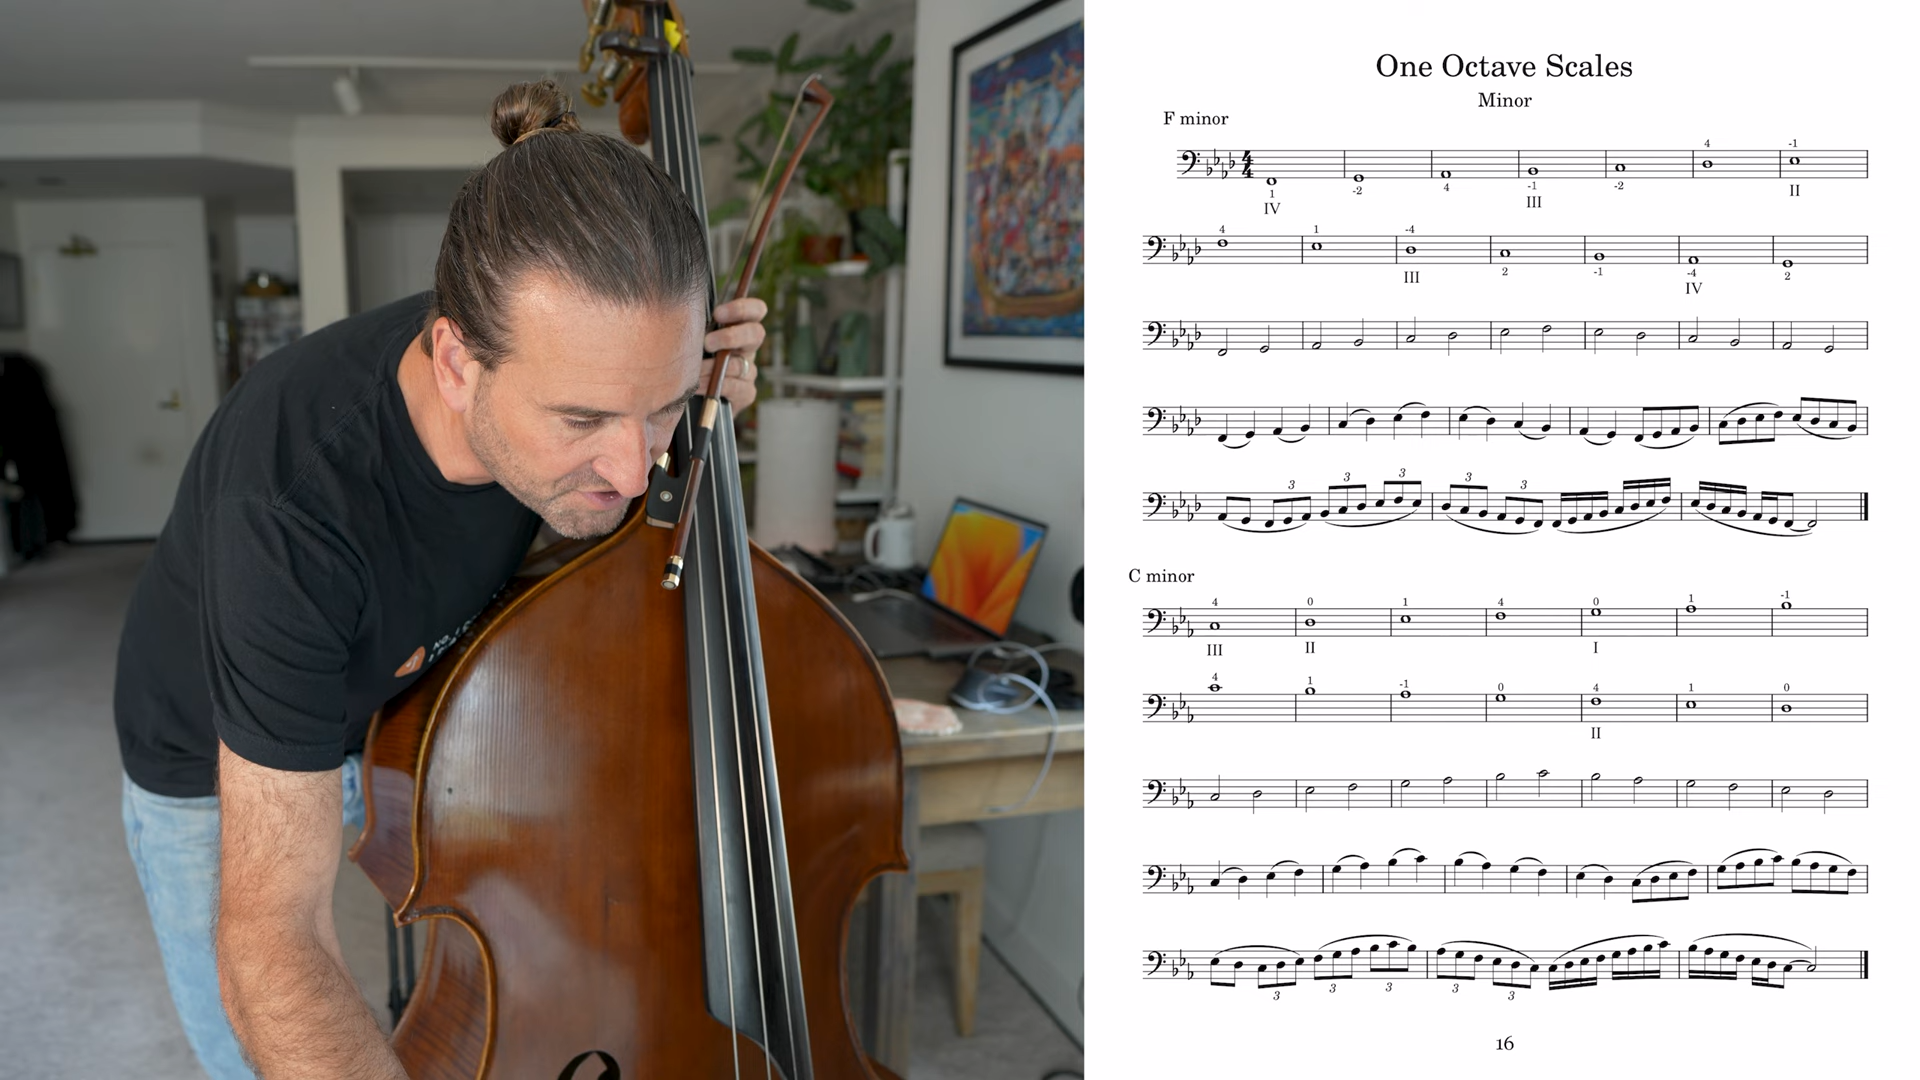 One Octave Scales
Minor
F minor
4 -1
1 -2 4 -1 -2
IV III II
4 1 -4
2 -1 -4 2
III IV
3 3 3 3 3
C minor
4 0 1 4 0 1 -1
III II I
4 1 -1 0 4 1 0
II
3 3 3 3 3
16